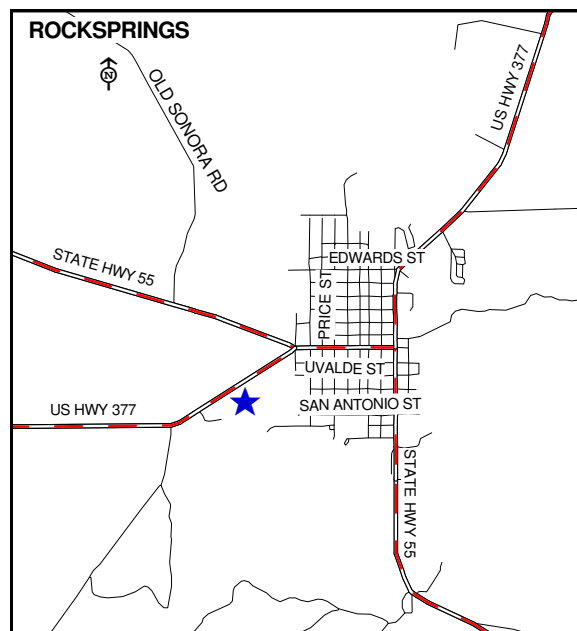 ROCKSPRINGS
N
OLD SONORA RD
US HWY 377
STATE HWY 55
EDWARDS ST
PRICE ST
UVALDE ST
US HWY 377
SAN ANTONIO ST
STATE HWY 55